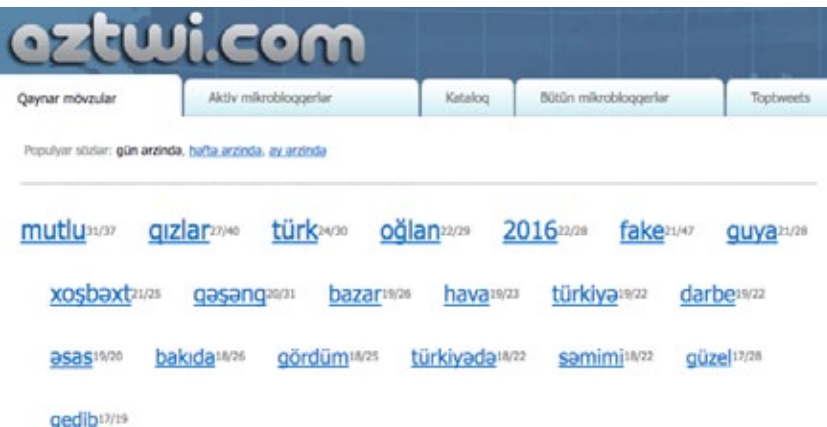 aztwi.com
Qaynar mövzular Aktiv mikrobloqqerlər Kataloq Bütün mikrobloqqerlər Toptweets
Populyar sözlər: gün ərzində, həftə ərzində, ay ərzində
mutlu31/37 qızlar27/40 türk24/30 oğlan22/29 2016 22/28 fake21/47 guya21/28
xoşbəxt21/25 qəşəng20/31 bazar19/26 hava19/23 türkiyə19/22 darbe19/22
əsas19/20 bakıda18/26 gördüm18/25 türkiyədə18/22 səmimi18/22 güzel17/28
gedib17/19